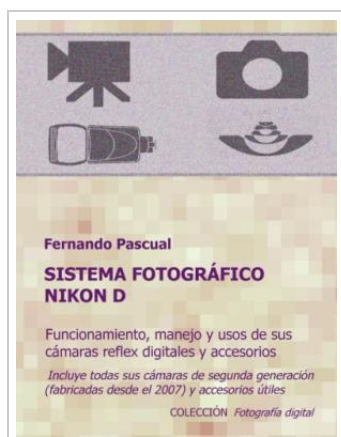 Fernando Pascual
SISTEMA FOTOGRÁFICO
NIKON D
Funcionamiento, manejo y usos de sus
cámaras reflex digitales y accesorios
Incluye todas sus cámaras de segunda generación
(fabricadas desde el 2007) y accesorios útiles
COLECCIÓN Fotografía digital